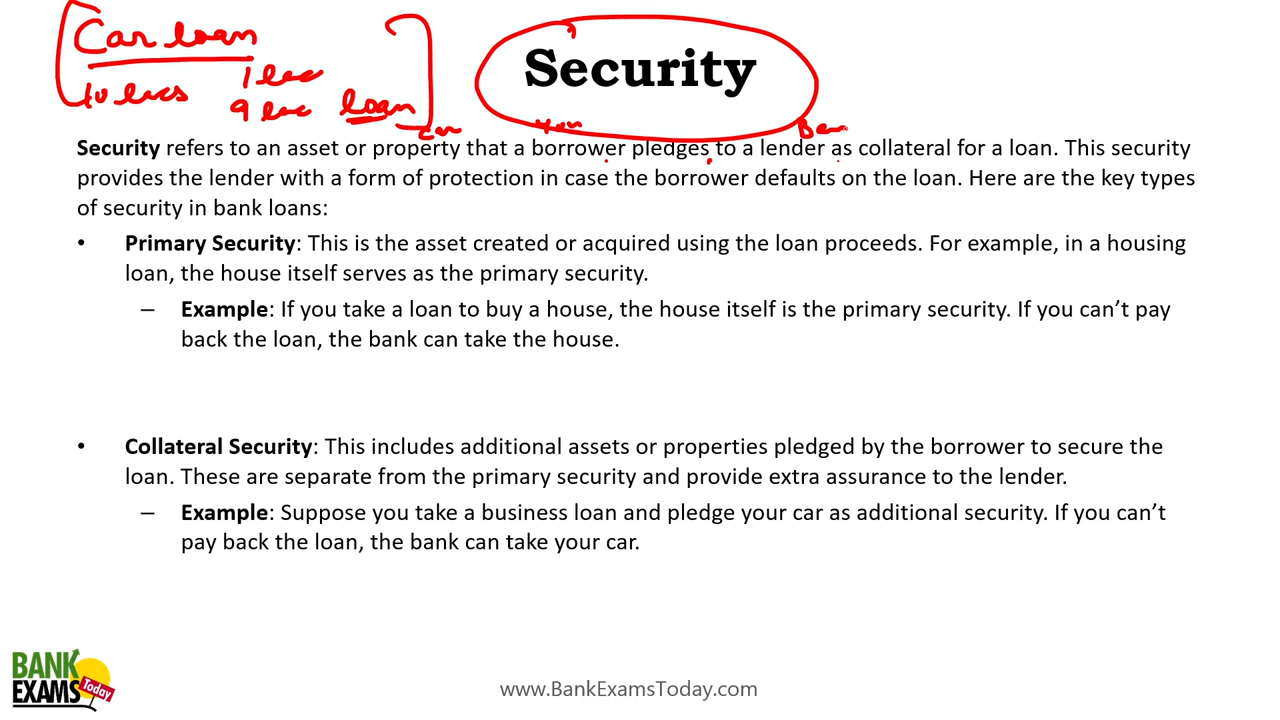 Car loan
10 lacs 1 lac
9 lac loan
Security
Car You Ban
Security refers to an asset or property that a borrower pledges to a lender as collateral for a loan. This security
provides the lender with a form of protection in case the borrower defaults on the loan. Here are the key types
of security in bank loans:
• Primary Security: This is the asset created or acquired using the loan proceeds. For example, in a housing
loan, the house itself serves as the primary security.
– Example: If you take a loan to buy a house, the house itself is the primary security. If you can’t pay
back the loan, the bank can take the house.
• Collateral Security: This includes additional assets or properties pledged by the borrower to secure the
loan. These are separate from the primary security and provide extra assurance to the lender.
– Example: Suppose you take a business loan and pledge your car as additional security. If you can’t
pay back the loan, the bank can take your car.
BANK
EXAMS
Today
www.BankExamsToday.com